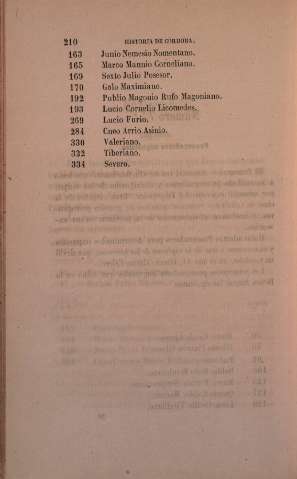 210 HISTORIA DE CÓRDOBA.
163 Junio Nemesio Nomentano.
165 Marco Mannio Corneliano.
169 Sexto Julio Posesor.
170 Galo Maximiano.
192 Publio Magonio Rufo Magoniano.
193 Lucio Cornelio Licomedes.
269 Lucio Furio.
284 Cneo Arrio Asinio.
330 Valeriano.
332 Tiberiano.
334 Severo.